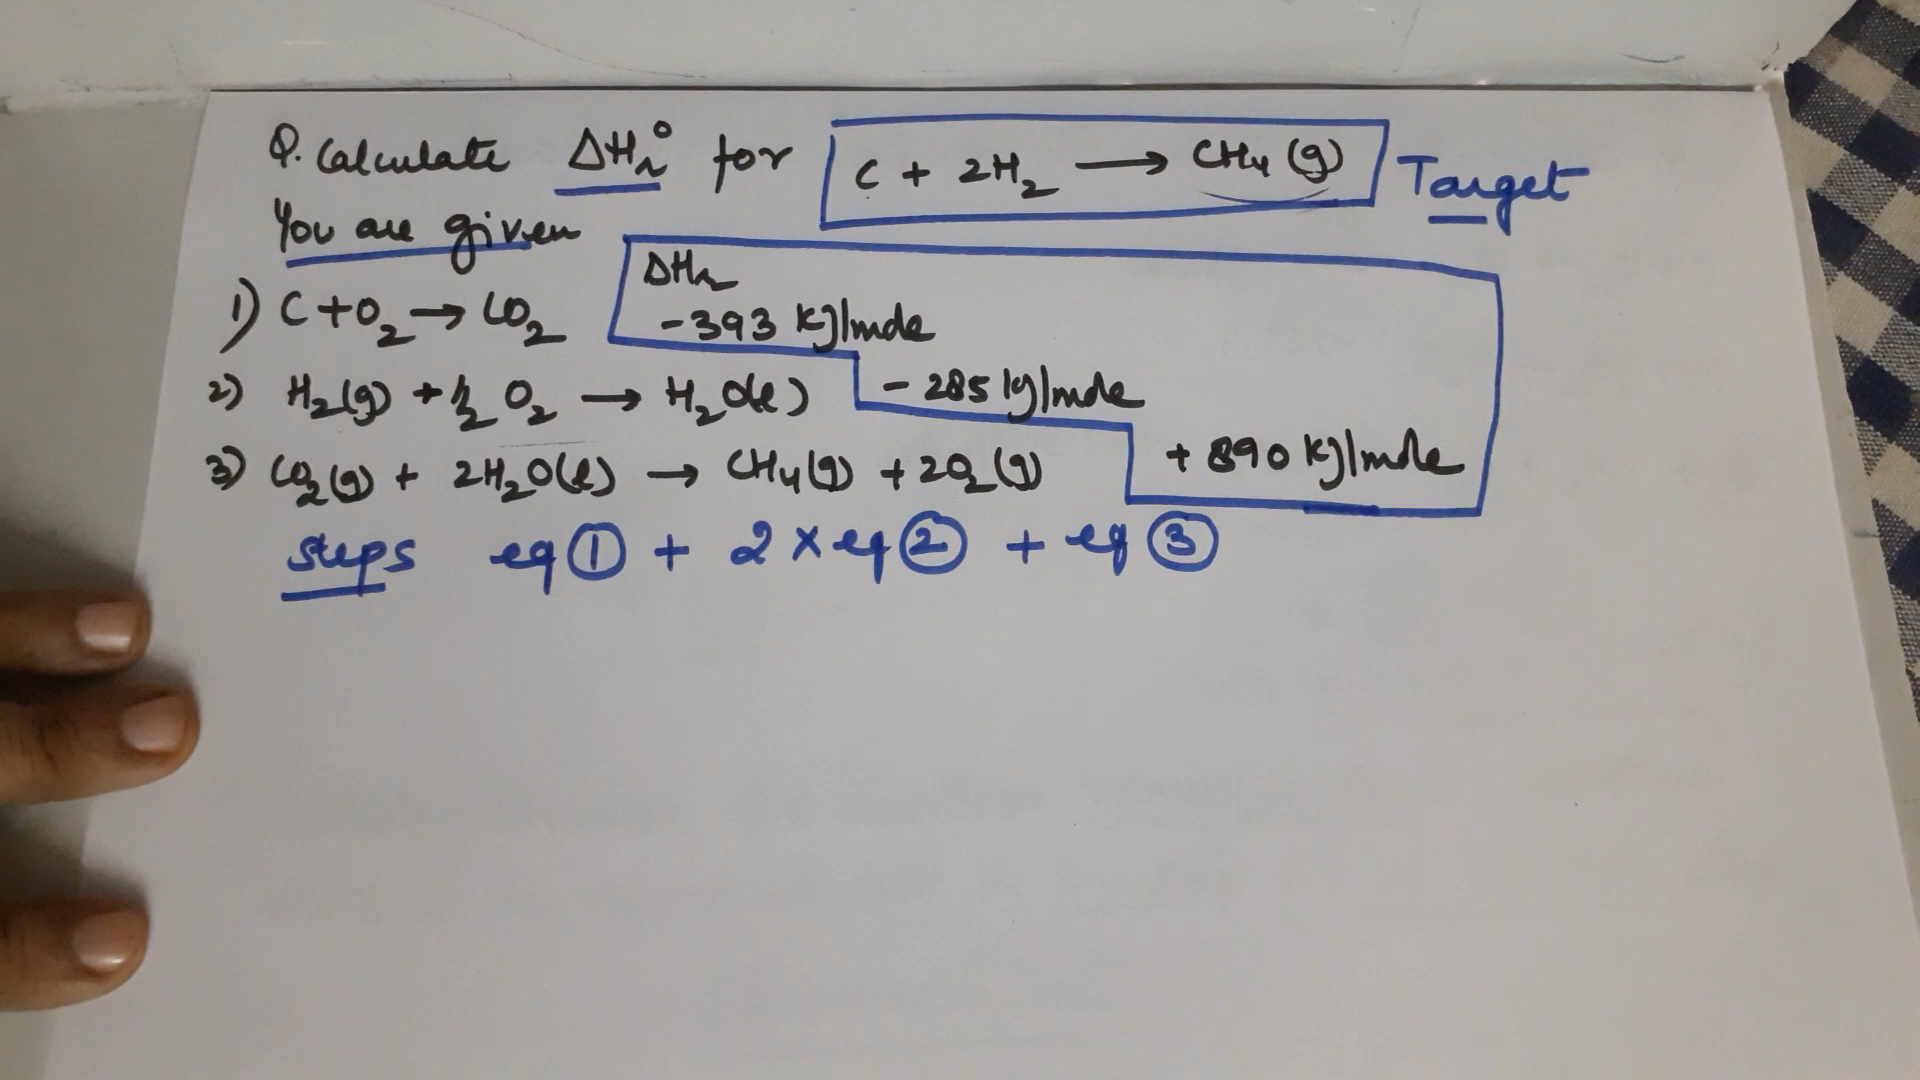 Q. Calculate ΔHr° for C + 2H₂ → CH₄ (g) Target
You are given
ΔHr
1) C + O₂ → CO₂ -393 KJ/mole
2) H₂(g) + ½ O₂ → H₂O(l) - 285 KJ/mole
3) CO₂(g) + 2H₂O(l) → CH₄(g) + 2O₂(g) + 890 KJ/mole
steps eq ① + 2 × eq ② + eq ③